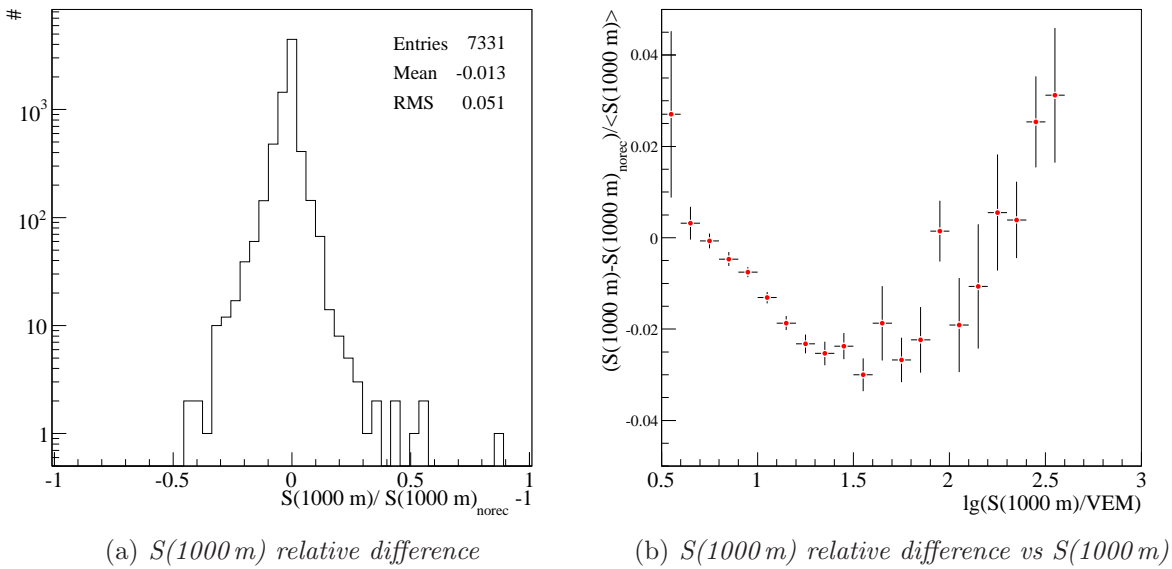 #
Entries 7331
Mean -0.013
RMS 0.051
10³
10²
10
1
-1 -0.5 0 0.5 1
S(1000 m)/ S(1000 m)norec -1
(a) S(1000 m) relative difference
(S(1000 m)-S(1000 m)norec)/<S(1000 m)>
0.04
0.02
0
-0.02
-0.04
0.5 1 1.5 2 2.5 3
lg(S(1000 m)/VEM)
(b) S(1000 m) relative difference vs S(1000 m)